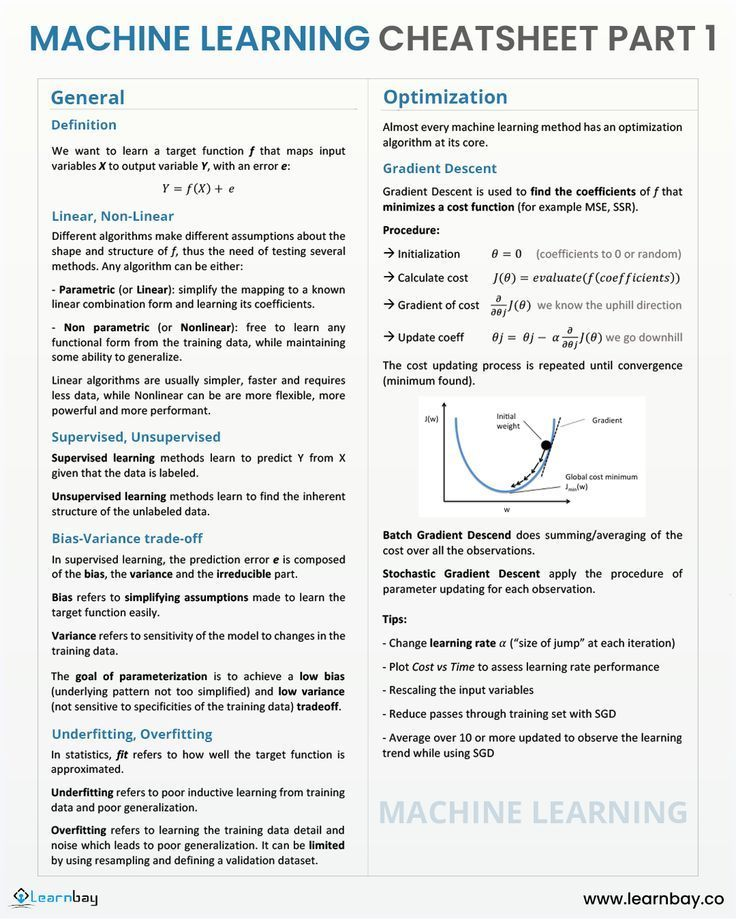 MACHINE LEARNING CHEATSHEET PART 1
General
Definition
We want to learn a target function f that maps input
variables X to output variable Y, with an error e:
Y = f(X) + e
Linear, Non-Linear
Different algorithms make different assumptions about the
shape and structure of f, thus the need of testing several
methods. Any algorithm can be either:
- Parametric (or Linear): simplify the mapping to a known
linear combination form and learning its coefficients.
- Non parametric (or Nonlinear): free to learn any
functional form from the training data, while maintaining
some ability to generalize.
Linear algorithms are usually simpler, faster and requires
less data, while Nonlinear can be are more flexible, more
powerful and more performant.
Supervised, Unsupervised
Supervised learning methods learn to predict Y from X
given that the data is labeled.
Unsupervised learning methods learn to find the inherent
structure of the unlabeled data.
Bias-Variance trade-off
In supervised learning, the prediction error e is composed
of the bias, the variance and the irreducible part.
Bias refers to simplifying assumptions made to learn the
target function easily.
Variance refers to sensitivity of the model to changes in the
training data.
The goal of parameterization is to achieve a low bias
(underlying pattern not too simplified) and low variance
(not sensitive to specificities of the training data) tradeoff.
Underfitting, Overfitting
In statistics, fit refers to how well the target function is
approximated.
Underfitting refers to poor inductive learning from training
data and poor generalization.
Overfitting refers to learning the training data detail and
noise which leads to poor generalization. It can be limited
by using resampling and defining a validation dataset.
Optimization
Almost every machine learning method has an optimization
algorithm at its core.
Gradient Descent
Gradient Descent is used to find the coefficients of f that
minimizes a cost function (for example MSE, SSR).
Procedure:
→ Initialization θ = 0 (coefficients to 0 or random)
→ Calculate cost J(θ) = evaluate(f(coefficients))
→ Gradient of cost ∂/∂θj J(θ) we know the uphill direction
→ Update coeff θj = θj − α ∂/∂θj J(θ) we go downhill
The cost updating process is repeated until convergence
(minimum found).
J(w)
Initial
weight
Gradient
Global cost minimum
Jmin(w)
w
Batch Gradient Descend does summing/averaging of the
cost over all the observations.
Stochastic Gradient Descent apply the procedure of
parameter updating for each observation.
Tips:
- Change learning rate α (“size of jump” at each iteration)
- Plot Cost vs Time to assess learning rate performance
- Rescaling the input variables
- Reduce passes through training set with SGD
- Average over 10 or more updated to observe the learning
trend while using SGD
MACHINE LEARNING
Learnbay
www.learnbay.co